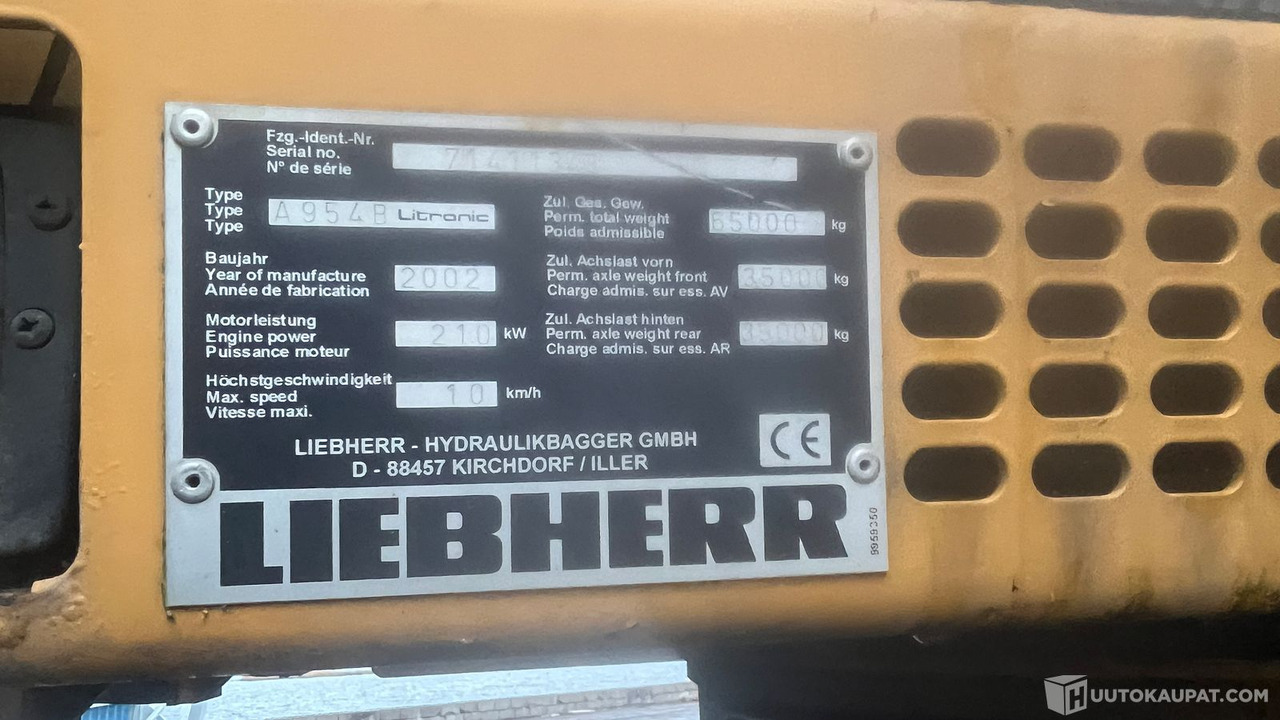 Fzg.-Ident.-Nr.
Serial no.
N° de série
Type
Type
Type
A954B Litronic
Baujahr
Year of manufacture
Année de fabrication
2002
Motorleistung
Engine power
Puissance moteur
210 kW
Höchstgeschwindigkeit
Max. speed
Vitesse maxi.
10 km/h
Zul. Ges. Gew.
Perm. total weight
Poids admissible
kg
Zul. Achslast vorn
Perm. axle weight front
Charge admis. sur ess. AV
35000 kg
Zul. Achslast hinten
Perm. axle weight rear
Charge admis. sur ess. AR
35000 kg
LIEBHERR - HYDRAULIKBAGGER GMBH
D - 88457 KIRCHDORF / ILLER
CE
LIEBHERR
HUUTOKAUPAT.COM